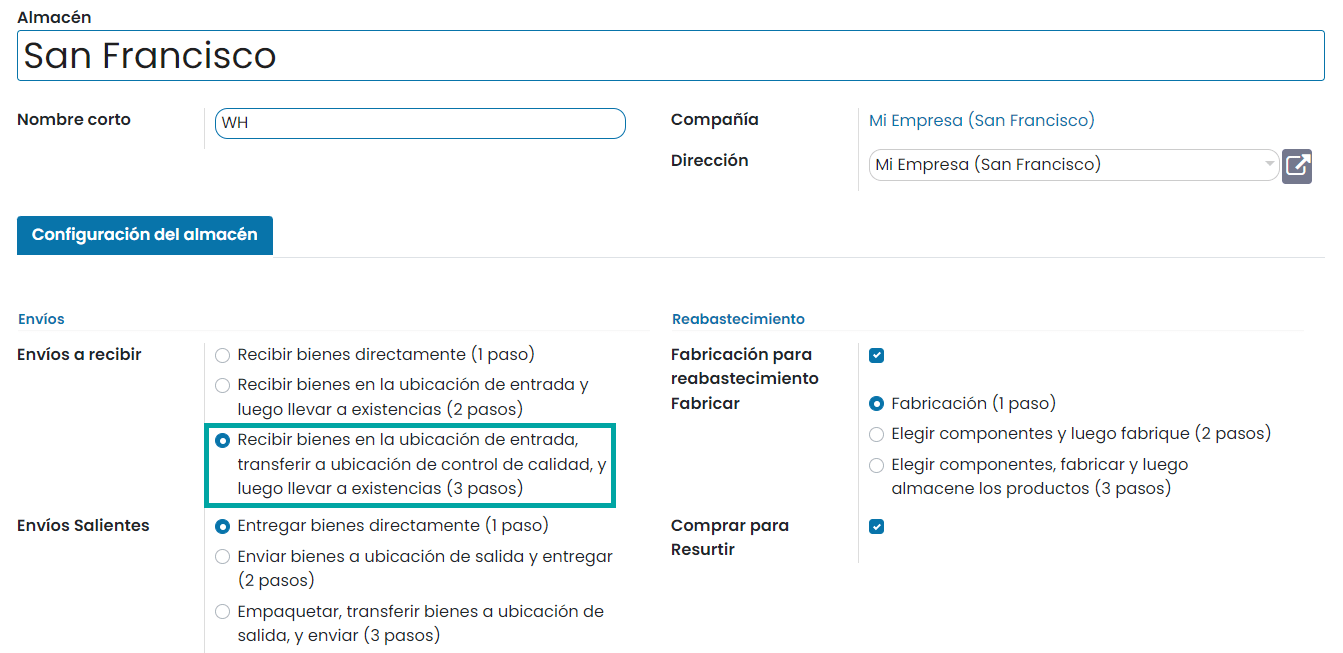 Almacén
San Francisco
Nombre corto
WH
Compañía
Mi Empresa (San Francisco)
Dirección
Mi Empresa (San Francisco)
Configuración del almacén
Envíos
Envíos a recibir
Recibir bienes directamente (1 paso)
Recibir bienes en la ubicación de entrada y
luego llevar a existencias (2 pasos)
Recibir bienes en la ubicación de entrada,
transferir a ubicación de control de calidad, y
luego llevar a existencias (3 pasos)
Envíos Salientes
Entregar bienes directamente (1 paso)
Enviar bienes a ubicación de salida y entregar
(2 pasos)
Empaquetar, transferir bienes a ubicación de
salida, y enviar (3 pasos)
Reabastecimiento
Fabricación para
reabastecimiento
Fabricar
Fabricación (1 paso)
Elegir componentes y luego fabrique (2 pasos)
Elegir componentes, fabricar y luego
almacene los productos (3 pasos)
Comprar para
Resurtir